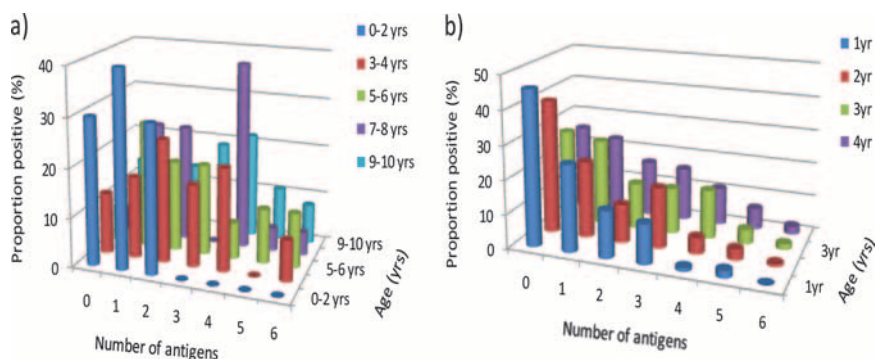 a)
Proportion positive (%)
40
30
20
10
0
0 1 2 3 4 5 6
Number of antigens
9-10 yrs
5-6 yrs
0-2 yrs
Age (yrs)
0-2 yrs
3-4 yrs
5-6 yrs
7-8 yrs
9-10 yrs
b)
Proportion positive (%)
50
40
30
20
10
0
0 1 2 3 4 5 6
Number of antigens
3yr
1yr
Age (yrs)
1yr
2yr
3yr
4yr